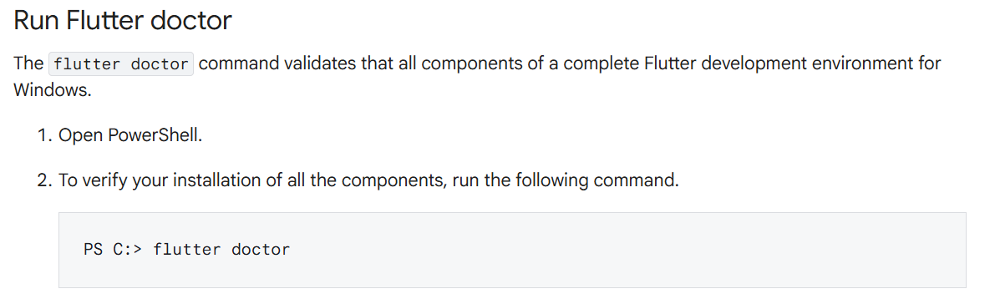 Run Flutter doctor
The flutter doctor command validates that all components of a complete Flutter development environment for
Windows.
1. Open PowerShell.
2. To verify your installation of all the components, run the following command.
PS C:> flutter doctor